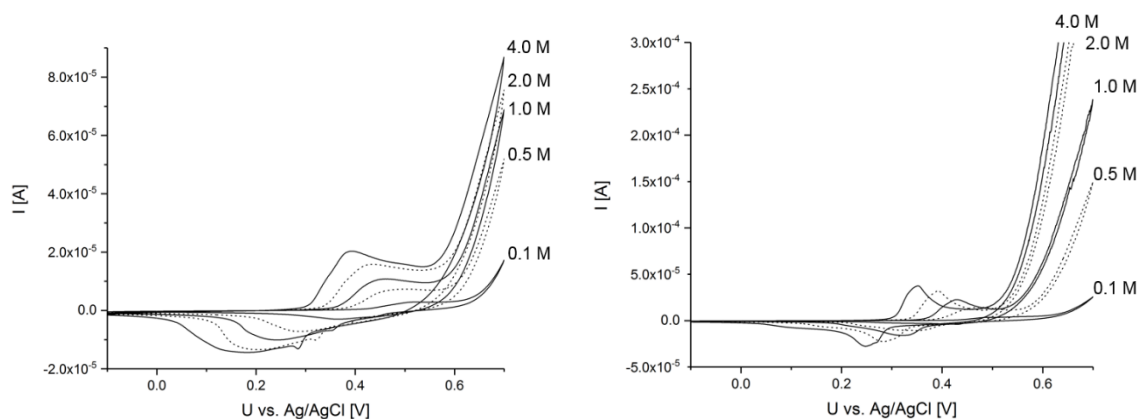 4.0 M
2.0 M
1.0 M
0.5 M
0.1 M
8.0x10⁻⁵
6.0x10⁻⁵
4.0x10⁻⁵
2.0x10⁻⁵
0.0
-2.0x10⁻⁵
I [A]
0.0 0.2 0.4 0.6
U vs. Ag/AgCl [V]
4.0 M
2.0 M
1.0 M
0.5 M
0.1 M
3.0x10⁻⁴
2.5x10⁻⁴
2.0x10⁻⁴
1.5x10⁻⁴
1.0x10⁻⁴
5.0x10⁻⁵
0.0
-5.0x10⁻⁵
I [A]
0.0 0.2 0.4 0.6
U vs. Ag/AgCl [V]